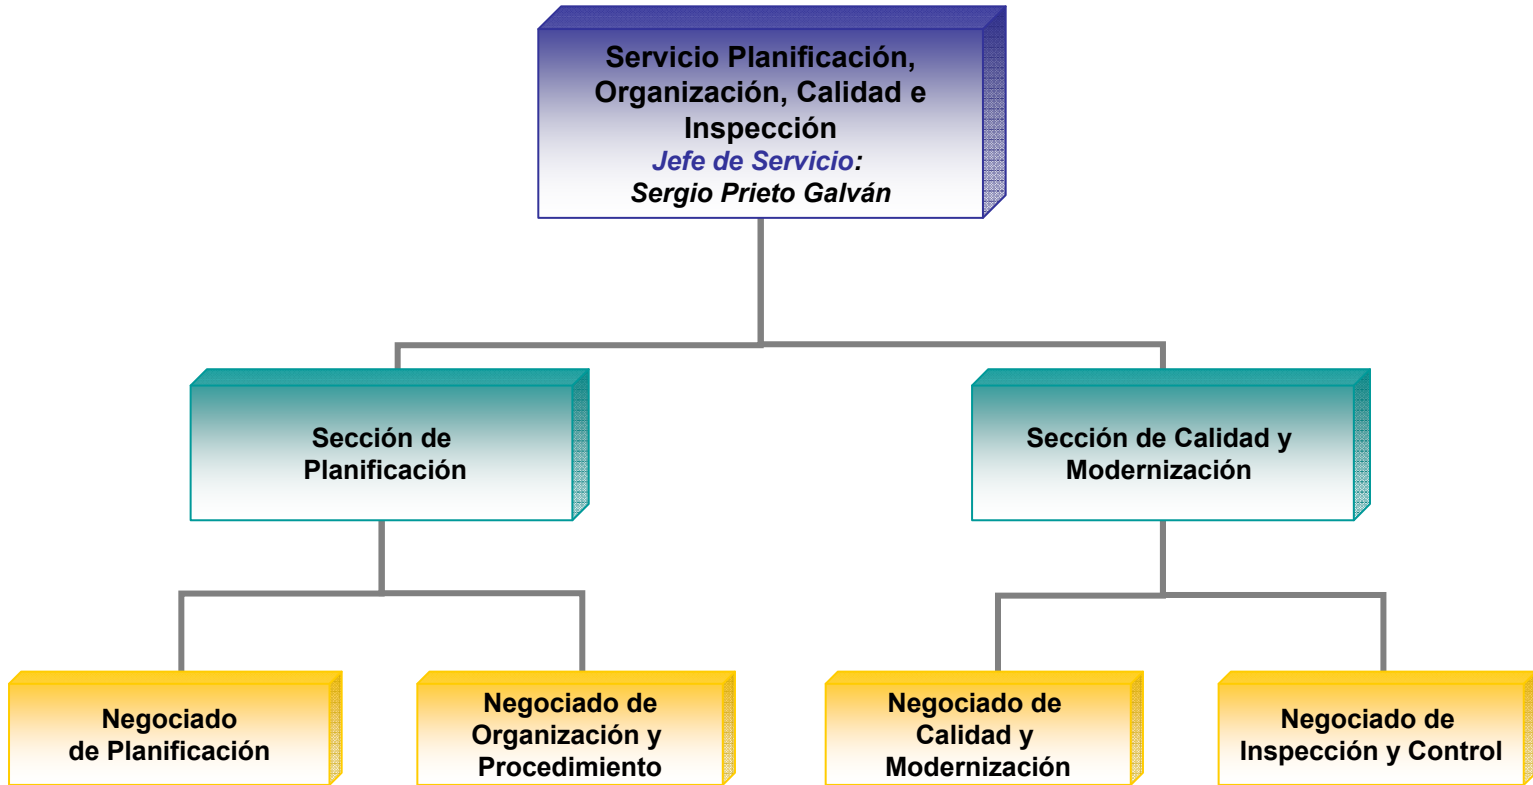 Servicio Planificación,
Organización, Calidad e
Inspección
Jefe de Servicio:
Sergio Prieto Galván
Sección de
Planificación
Sección de Calidad y
Modernización
Negociado
de Planificación
Negociado de
Organización y
Procedimiento
Negociado de
Calidad y
Modernización
Negociado de
Inspección y Control